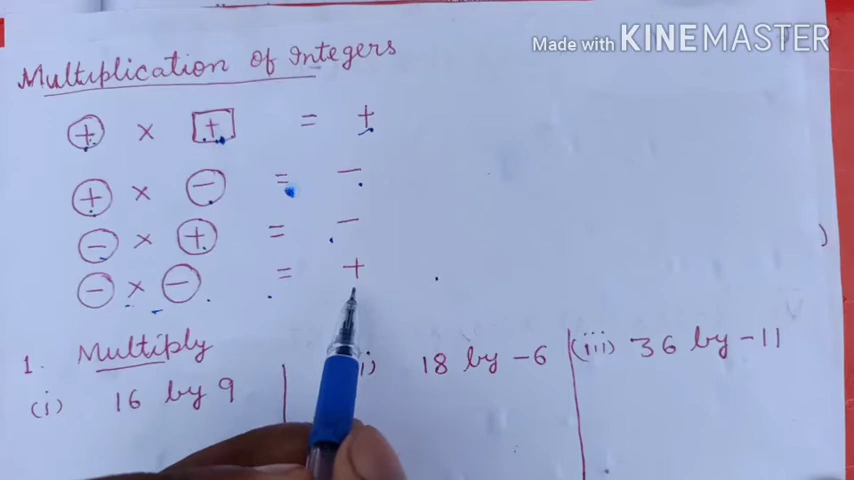 Made with KINEMASTER
Multiplication of Integers
+ × + = +
+ × − = −
− × + = −
− × − = +
1. Multiply
(i) 16 by 9
i) 18 by −6
(iii) 36 by −11